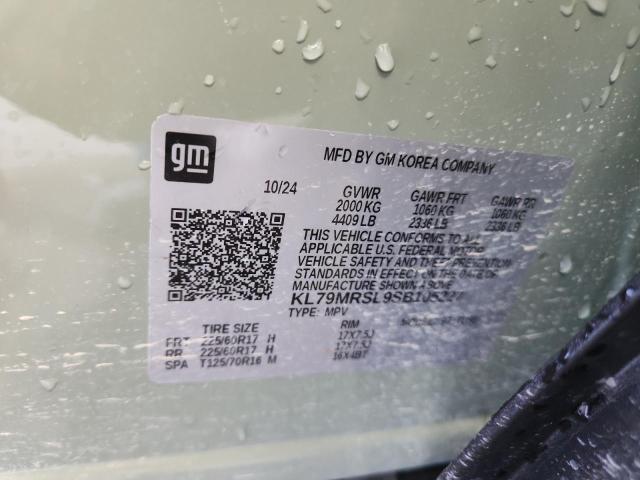 gm
MFD BY GM KOREA COMPANY
10/24 GVWR GAWR FRT GAWR RR
2000 KG 1060 KG 1060 KG
4409 LB 2336 LB 2336 LB
THIS VEHICLE CONFORMS TO ALL
APPLICABLE U.S. FEDERAL MOTOR
VEHICLE SAFETY AND THEFT PREVENTION
STANDARDS IN EFFECT ON THE DATE OF
MANUFACTURE SHOWN ABOVE
TYPE: MPV
TIRE SIZE RIM
FRT 225/60R17 H 17X7.5J
RR 225/60R17 H 17X7.5J
SPA T125/70R16 M 16X4BT